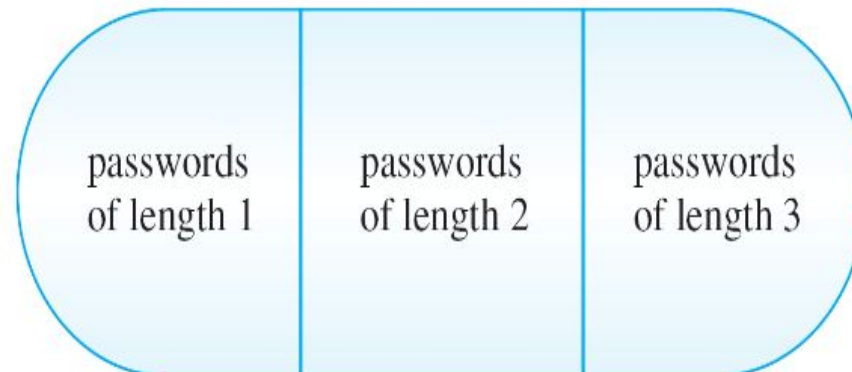 passwords
of length 1
passwords
of length 2
passwords
of length 3